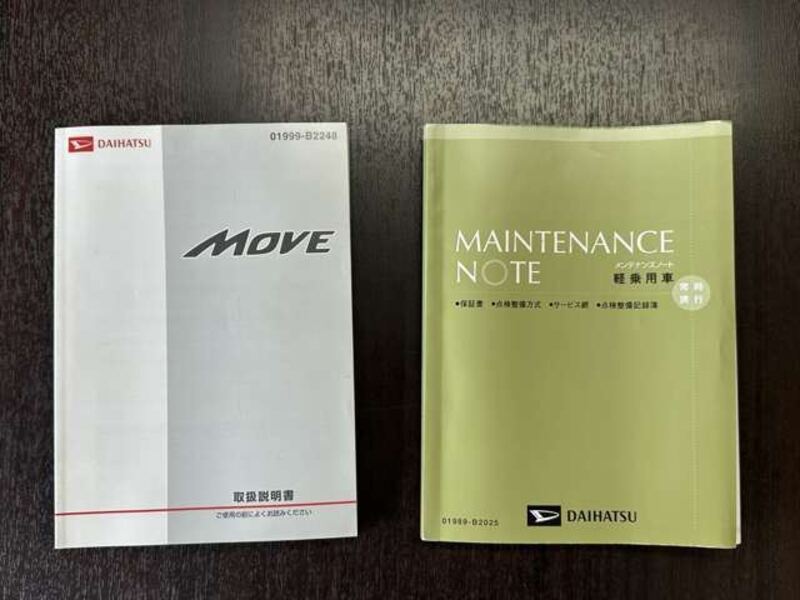 DAIHATSU
01999-B2248
MOVE
取扱説明書
ご使用の前によくお読みください
MAINTENANCE
NOTE
メンテナンスノート
軽乗用車
常時
携行
●保証書 ●点検整備方式 ●サービス網 ●点検整備記録簿
01999-B2025
DAIHATSU